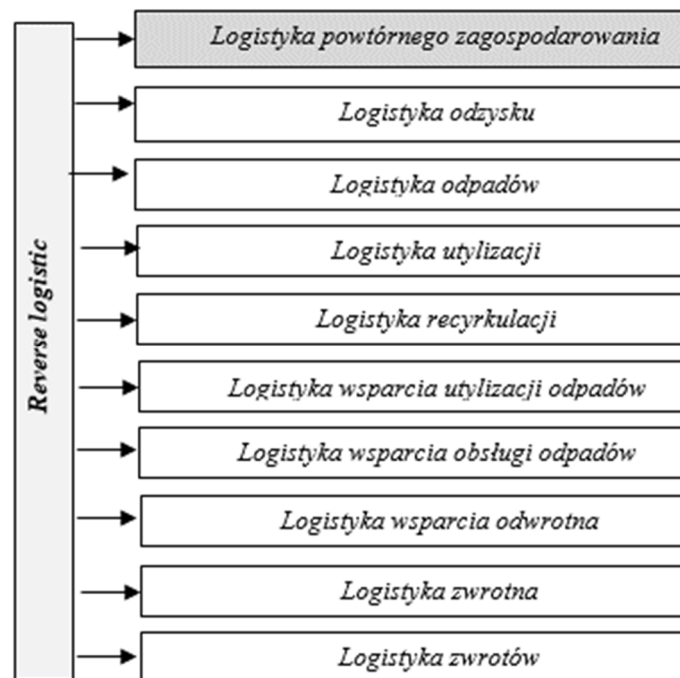 Reverse logistic
Logistyka powtórnego zagospodarowania
Logistyka odzysku
Logistyka odpadów
Logistyka utylizacji
Logistyka recyrkulacji
Logistyka wsparcia utylizacji odpadów
Logistyka wsparcia obsługi odpadów
Logistyka wsparcia odwrotna
Logistyka zwrotna
Logistyka zwrotów